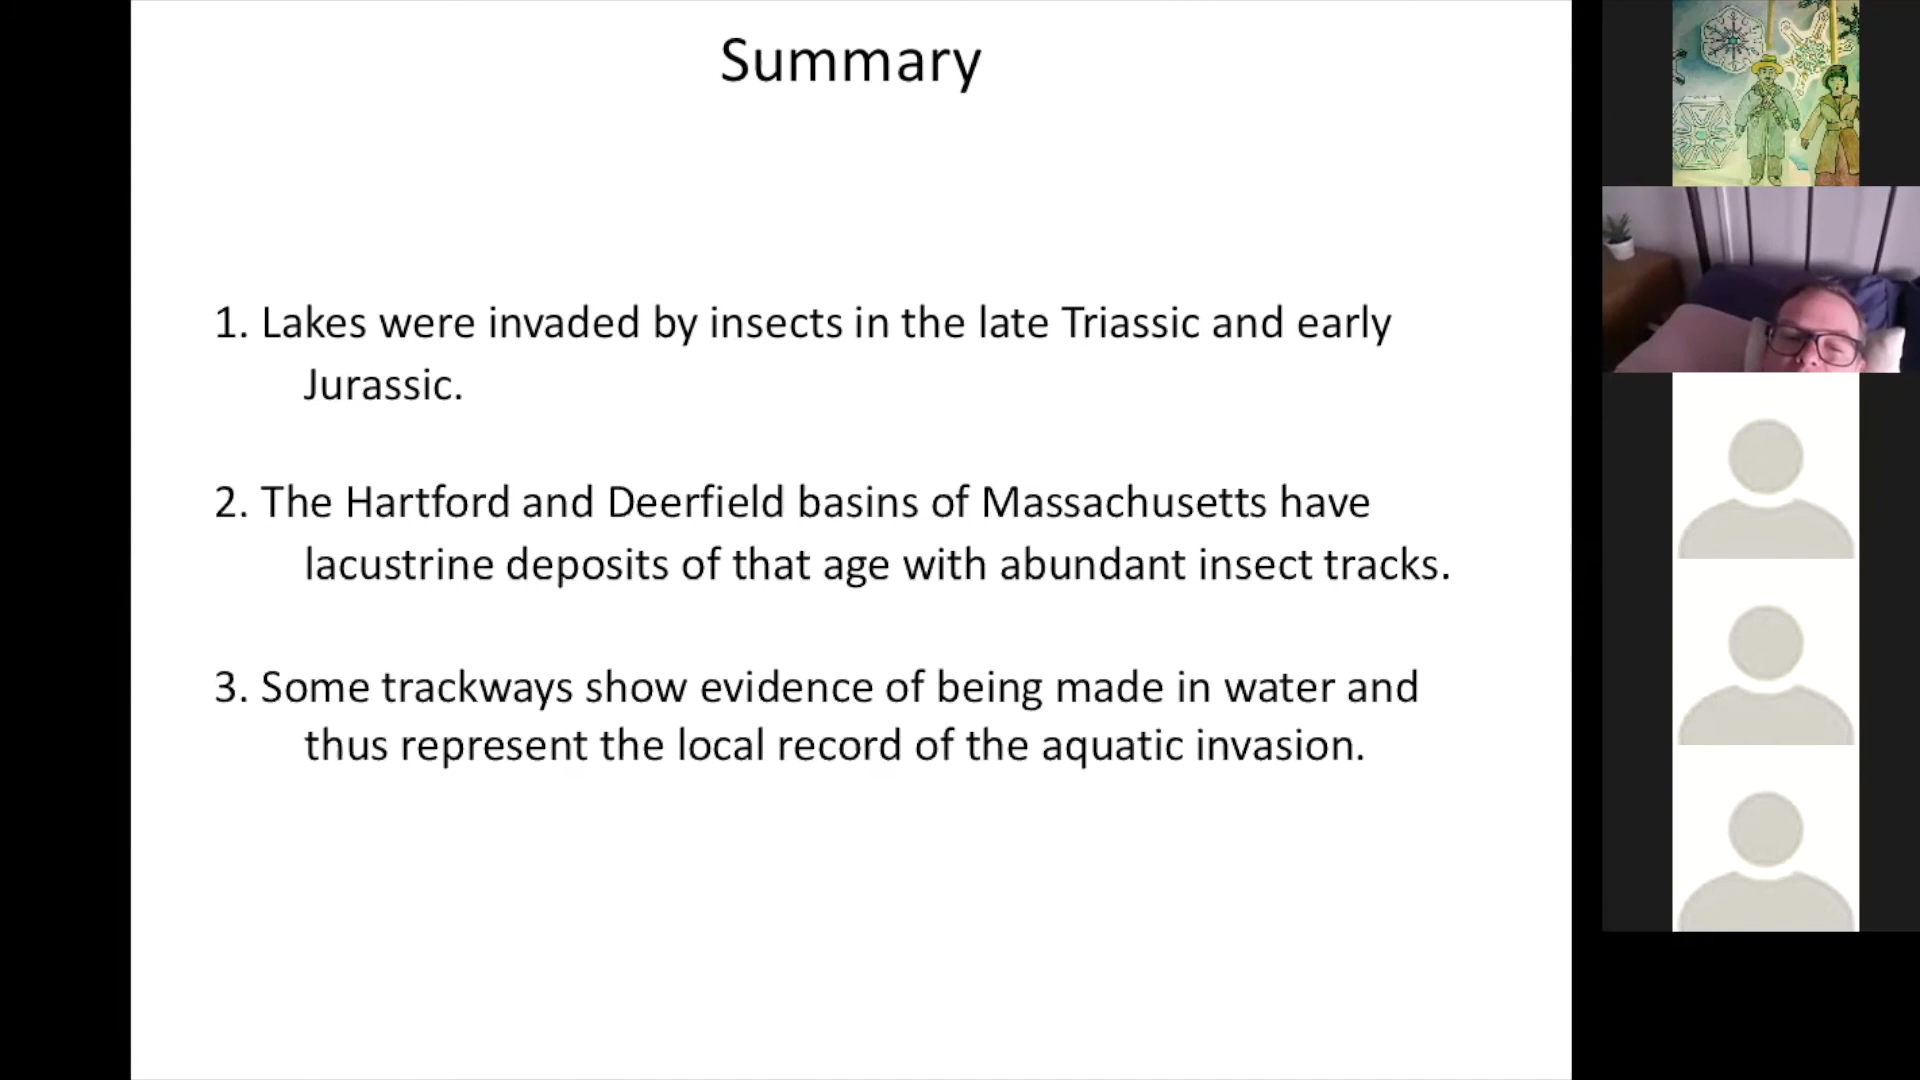 Summary
1. Lakes were invaded by insects in the late Triassic and early
Jurassic.
2. The Hartford and Deerfield basins of Massachusetts have
lacustrine deposits of that age with abundant insect tracks.
3. Some trackways show evidence of being made in water and
thus represent the local record of the aquatic invasion.